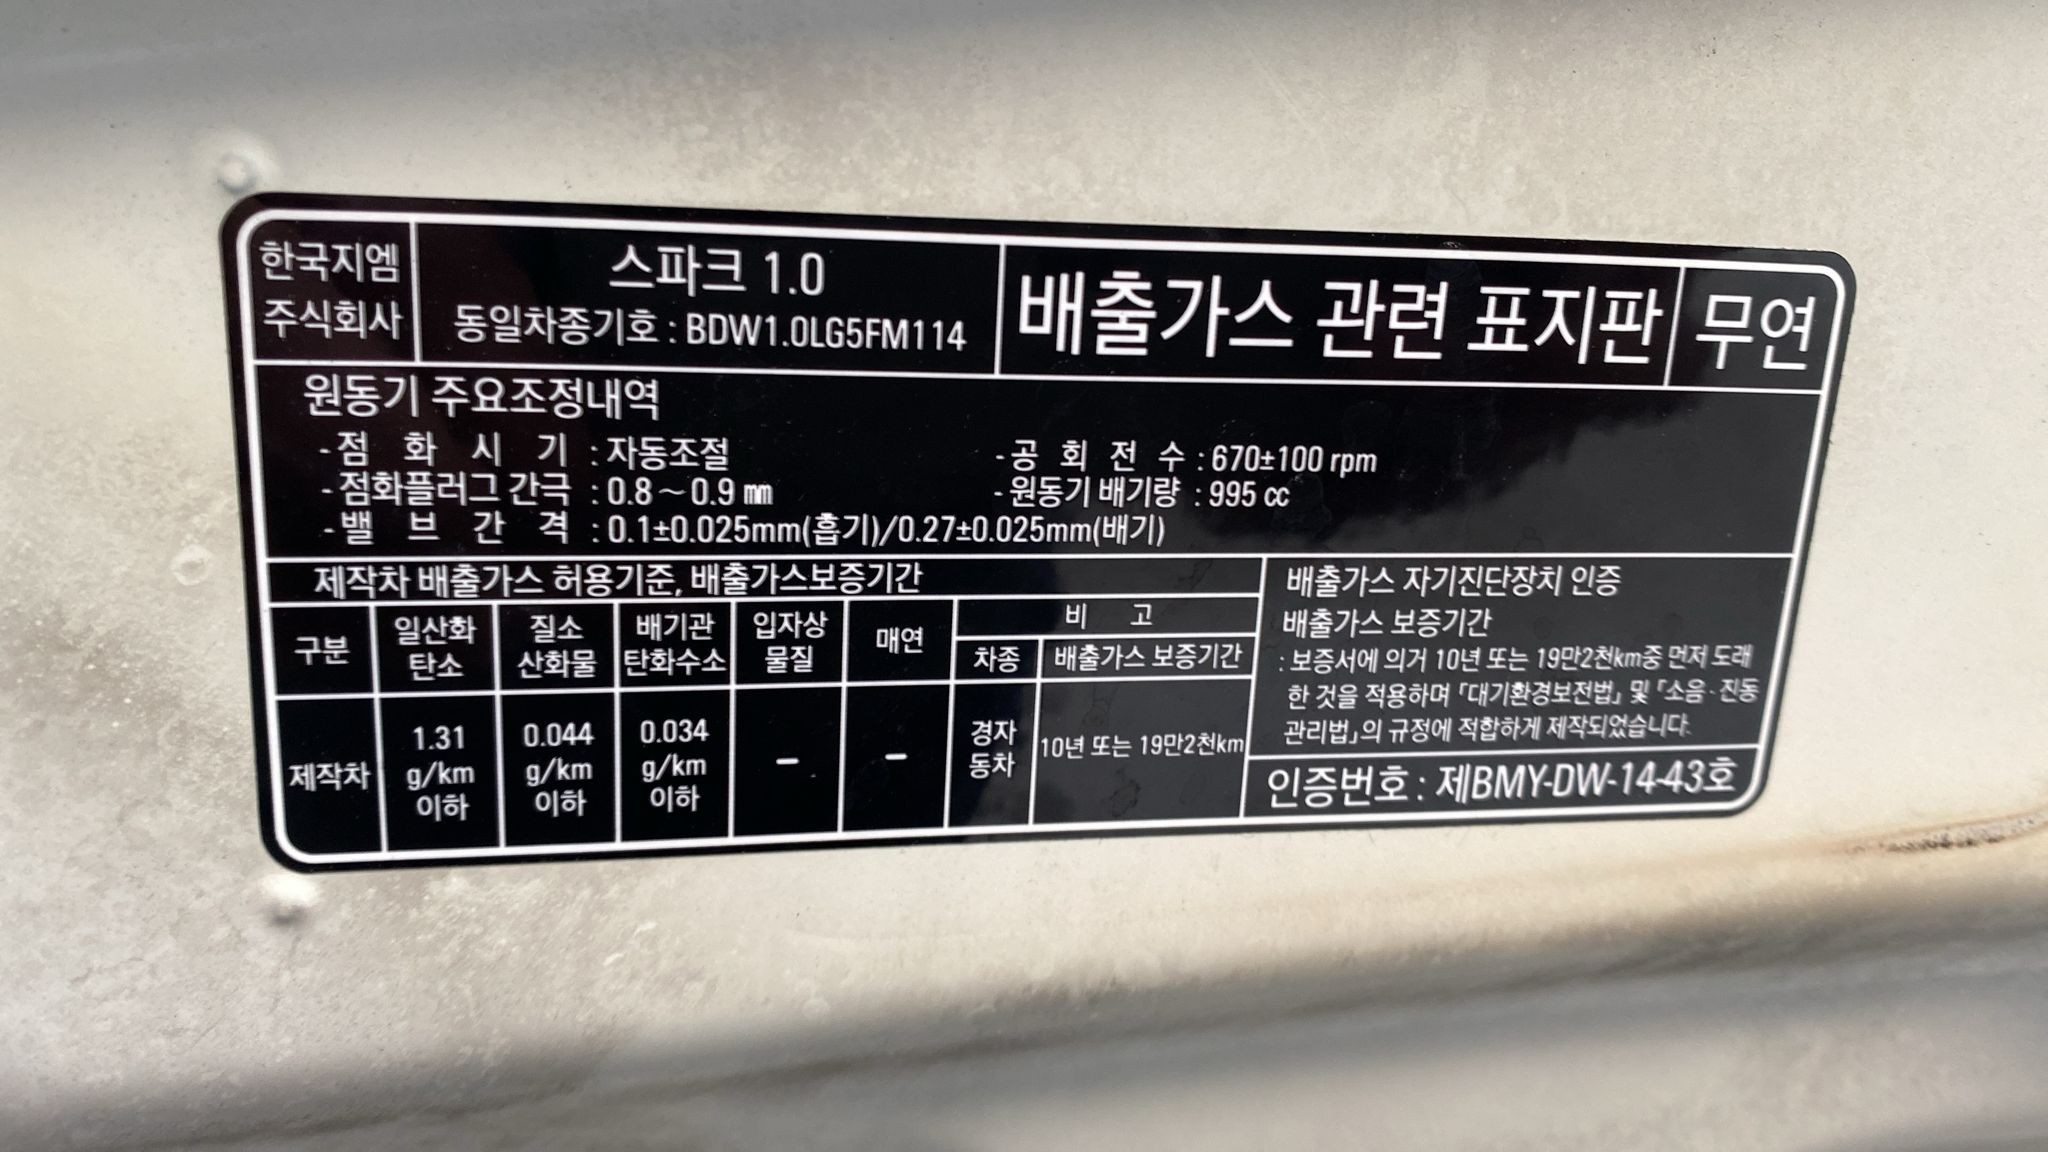 한국지엠
주식회사
스파크 1.0
동일차종기호 : BDW1.0LG5FM114
배출가스 관련 표지판
무연
원동기 주요조정내역
- 점 화 시 기 : 자동조절
- 공 회 전 수 : 670±100 rpm
- 점화플러그 간극 : 0.8～0.9 ㎜
- 원동기 배기량 : 995 cc
- 밸 브 간 격 : 0.1±0.025mm(흡기)/0.27±0.025mm(배기)
제작차 배출가스 허용기준, 배출가스보증기간
구분
일산화
탄소
질소
산화물
배기관
탄화수소
입자상
물질
매연
비 고
차종
배출가스 보증기간
제작차
1.31
g/km
이하
0.044
g/km
이하
0.034
g/km
이하
–
–
경자
동차
10년 또는 19만2천km
배출가스 자기진단장치 인증
배출가스 보증기간
: 보증서에 의거 10년 또는 19만2천km중 먼저 도래
한 것을 적용하며 「대기환경보전법」 및 「소음·진동
관리법」의 규정에 적합하게 제작되었습니다.
인증번호 : 제BMY-DW-14-43호